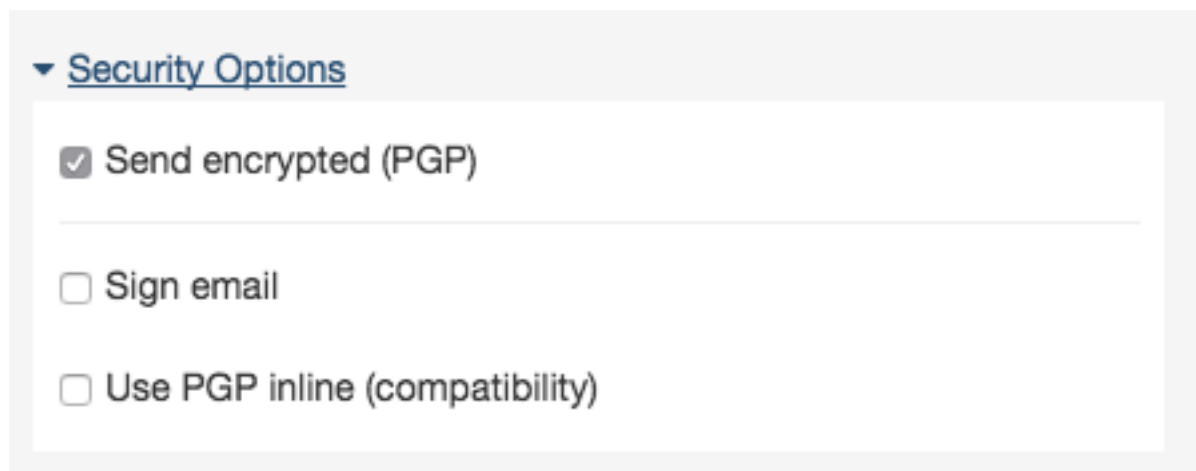 Security Options
Send encrypted (PGP)
Sign email
Use PGP inline (compatibility)